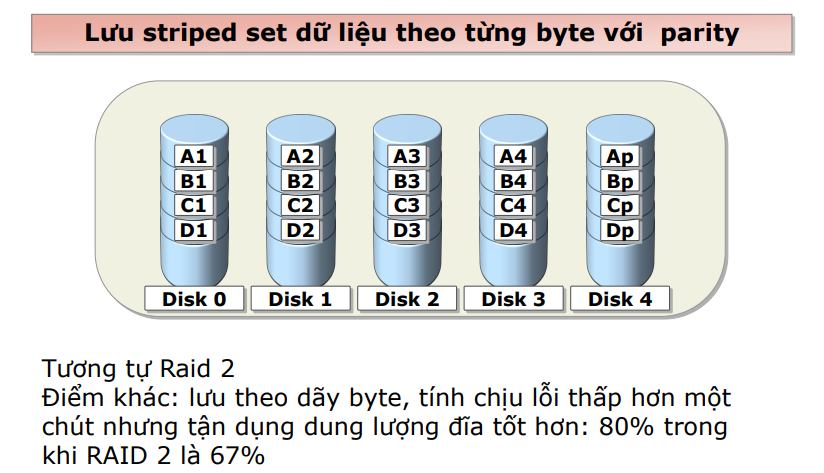 Lưu striped set dữ liệu theo từng byte với parity
A1 A2 A3 A4 Ap
B1 B2 B3 B4 Bp
C1 C2 C3 C4 Cp
D1 D2 D3 D4 Dp
Disk 0 Disk 1 Disk 2 Disk 3 Disk 4
Tương tự Raid 2
Điểm khác: lưu theo dãy byte, tính chịu lỗi thấp hơn một
chút nhưng tận dụng dung lượng đĩa tốt hơn: 80% trong
khi RAID 2 là 67%